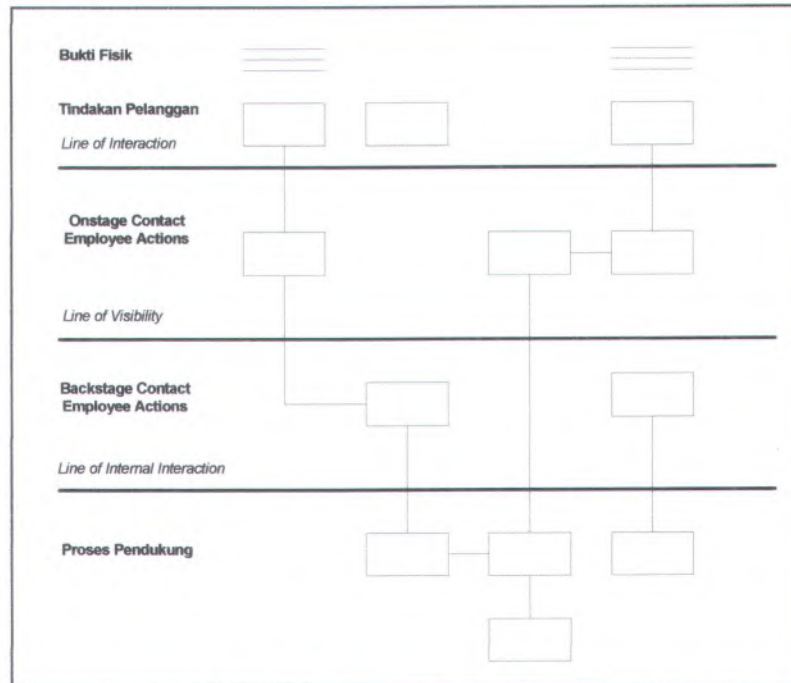 Bukti Fisik
Tindakan Pelanggan
Line of Interaction
Onstage Contact
Employee Actions
Line of Visibility
Backstage Contact
Employee Actions
Line of Internal Interaction
Proses Pendukung